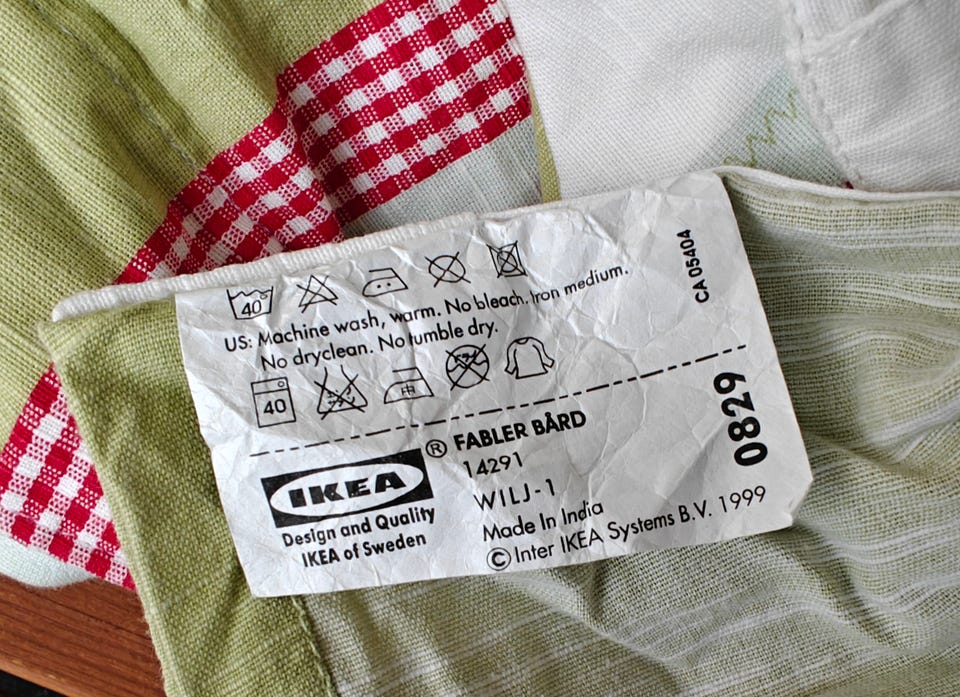 40°
US: Machine wash, warm. No bleach. Iron medium.
No dryclean. No tumble dry.
40
CA 05404
0829
IKEA ®
Design and Quality
IKEA of Sweden
FABLER BÅRD
14291
WILJ-1
Made In India
© Inter IKEA Systems B.V. 1999